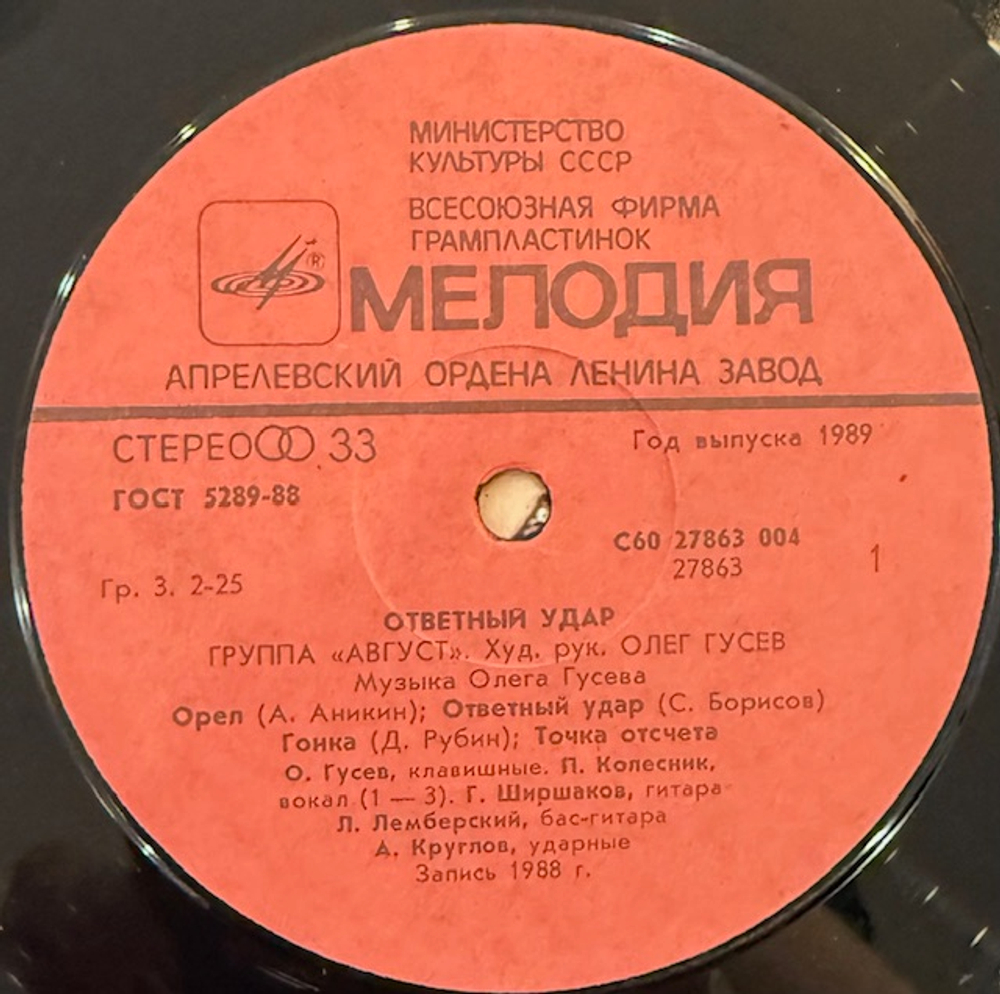 МИНИСТЕРСТВО
КУЛЬТУРЫ СССР
ВСЕСОЮЗНАЯ ФИРМА
ГРАМПЛАСТИНОК
®
МЕЛОДИЯ
АПРЕЛЕВСКИЙ ОРДЕНА ЛЕНИНА ЗАВОД
СТЕРЕО 33
Год выпуска 1989
ГОСТ 5289-88
С60 27863 004
27863
1
Гр. 3. 2-25
ОТВЕТНЫЙ УДАР
ГРУППА «АВГУСТ». Худ. рук. ОЛЕГ ГУСЕВ
Музыка Олега Гусева
Орел (А. Аникин); Ответный удар (С. Борисов)
Гонка (Д. Рубин); Точка отсчета
О. Гусев, клавишные. П. Колесник,
вокал (1 — 3). Г. Ширшаков, гитара
Л. Лемберский, бас-гитара
А. Круглов, ударные
Запись 1988 г.